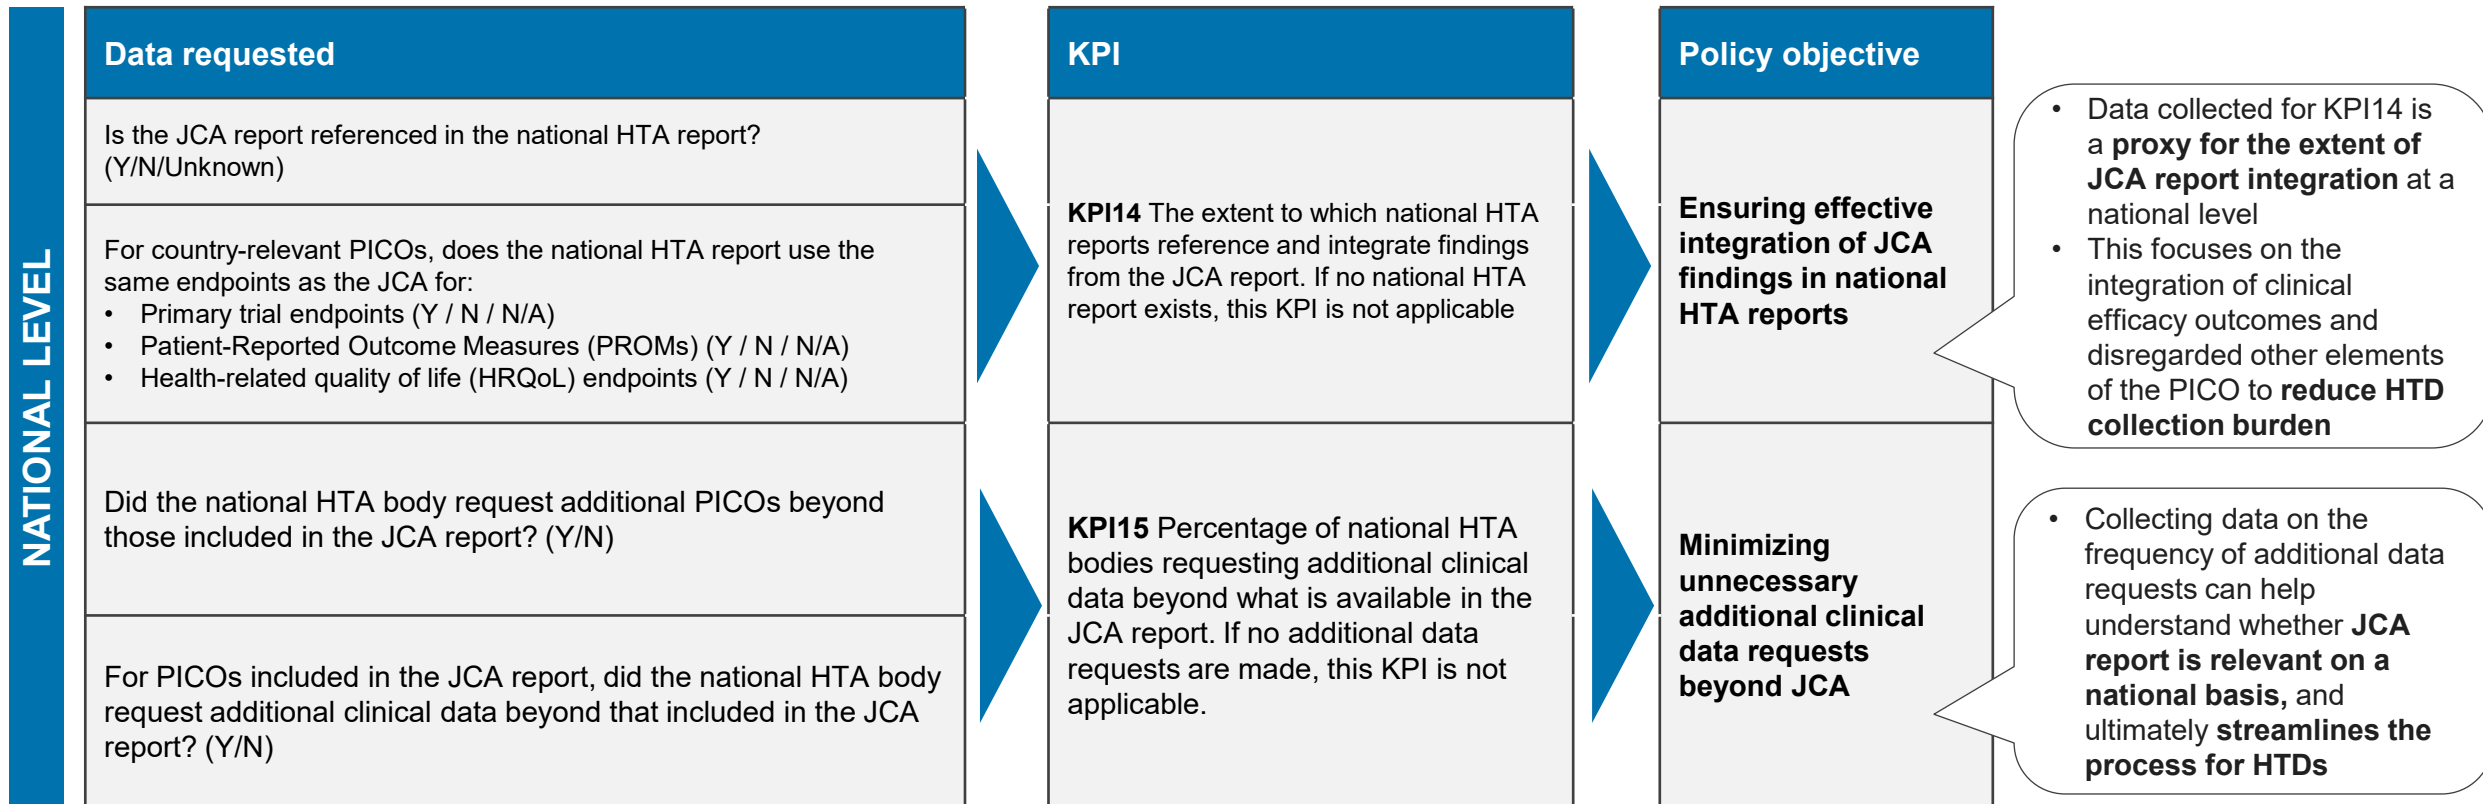 NATIONAL LEVEL
Data requested
Is the JCA report referenced in the national HTA report?
(Y/N/Unknown)
For country-relevant PICOs, does the national HTA report use the
same endpoints as the JCA for:
• Primary trial endpoints (Y / N / N/A)
• Patient-Reported Outcome Measures (PROMs) (Y / N / N/A)
• Health-related quality of life (HRQoL) endpoints (Y / N / N/A)
Did the national HTA body request additional PICOs beyond
those included in the JCA report? (Y/N)
For PICOs included in the JCA report, did the national HTA body
request additional clinical data beyond that included in the JCA
report? (Y/N)
KPI
KPI14 The extent to which national HTA
reports reference and integrate findings
from the JCA report. If no national HTA
report exists, this KPI is not applicable
KPI15 Percentage of national HTA
bodies requesting additional clinical
data beyond what is available in the
JCA report. If no additional data
requests are made, this KPI is not
applicable.
Policy objective
Ensuring effective
integration of JCA
findings in national
HTA reports
Minimizing
unnecessary
additional clinical
data requests
beyond JCA
• Data collected for KPI14 is
a proxy for the extent of
JCA report integration at a
national level
• This focuses on the
integration of clinical
efficacy outcomes and
disregarded other elements
of the PICO to reduce HTD
collection burden
• Collecting data on the
frequency of additional data
requests can help
understand whether JCA
report is relevant on a
national basis, and
ultimately streamlines the
process for HTDs